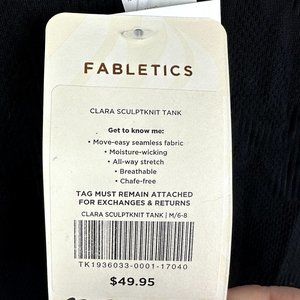 FABLETICS
CLARA SCULPTKNIT TANK
Get to know me:
• Move-easy seamless fabric
• Moisture-wicking
• All-way stretch
• Breathable
• Chafe-free
TAG MUST REMAIN ATTACHED
FOR EXCHANGES & RETURNS
CLARA SCULPTKNIT TANK | M/6-8
TK1936033-0001-17040
$49.95